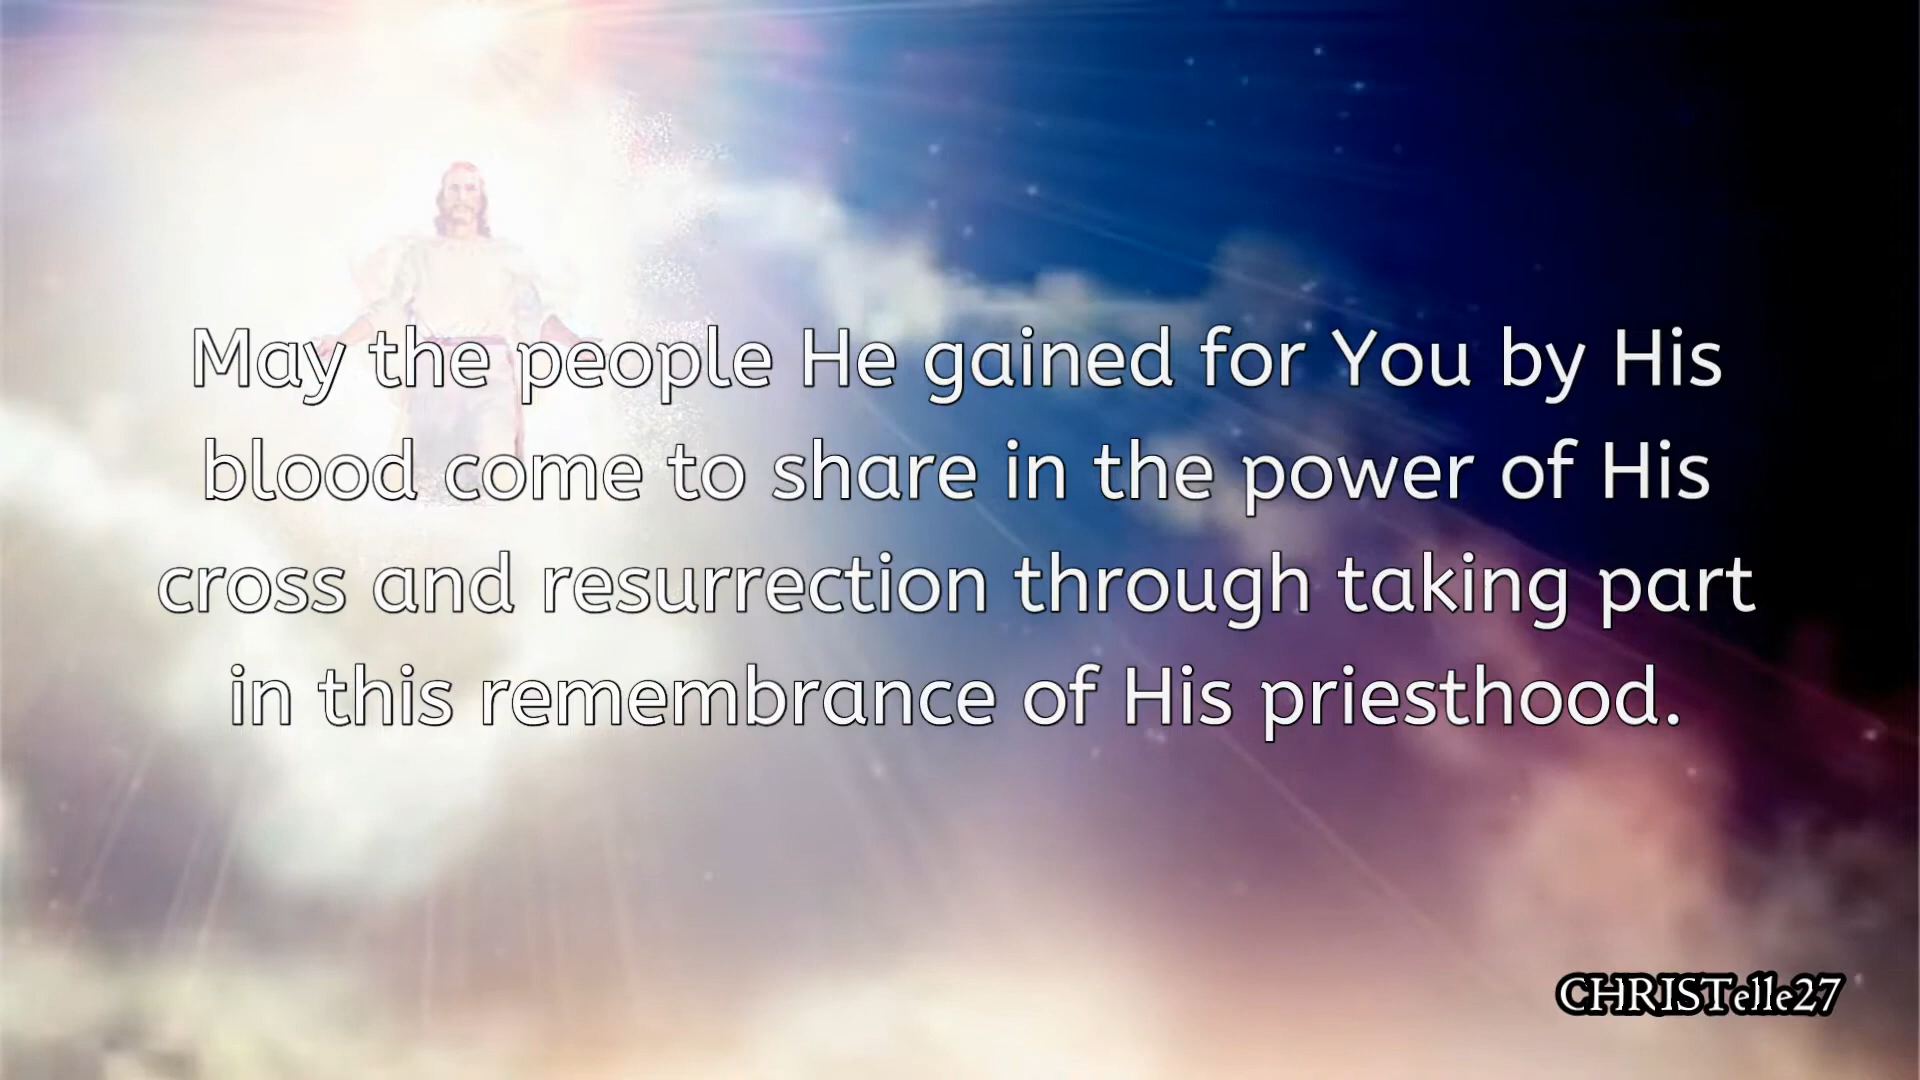 May the people He gained for You by His
blood come to share in the power of His
cross and resurrection through taking part
in this remembrance of His priesthood.
CHRISTelle27